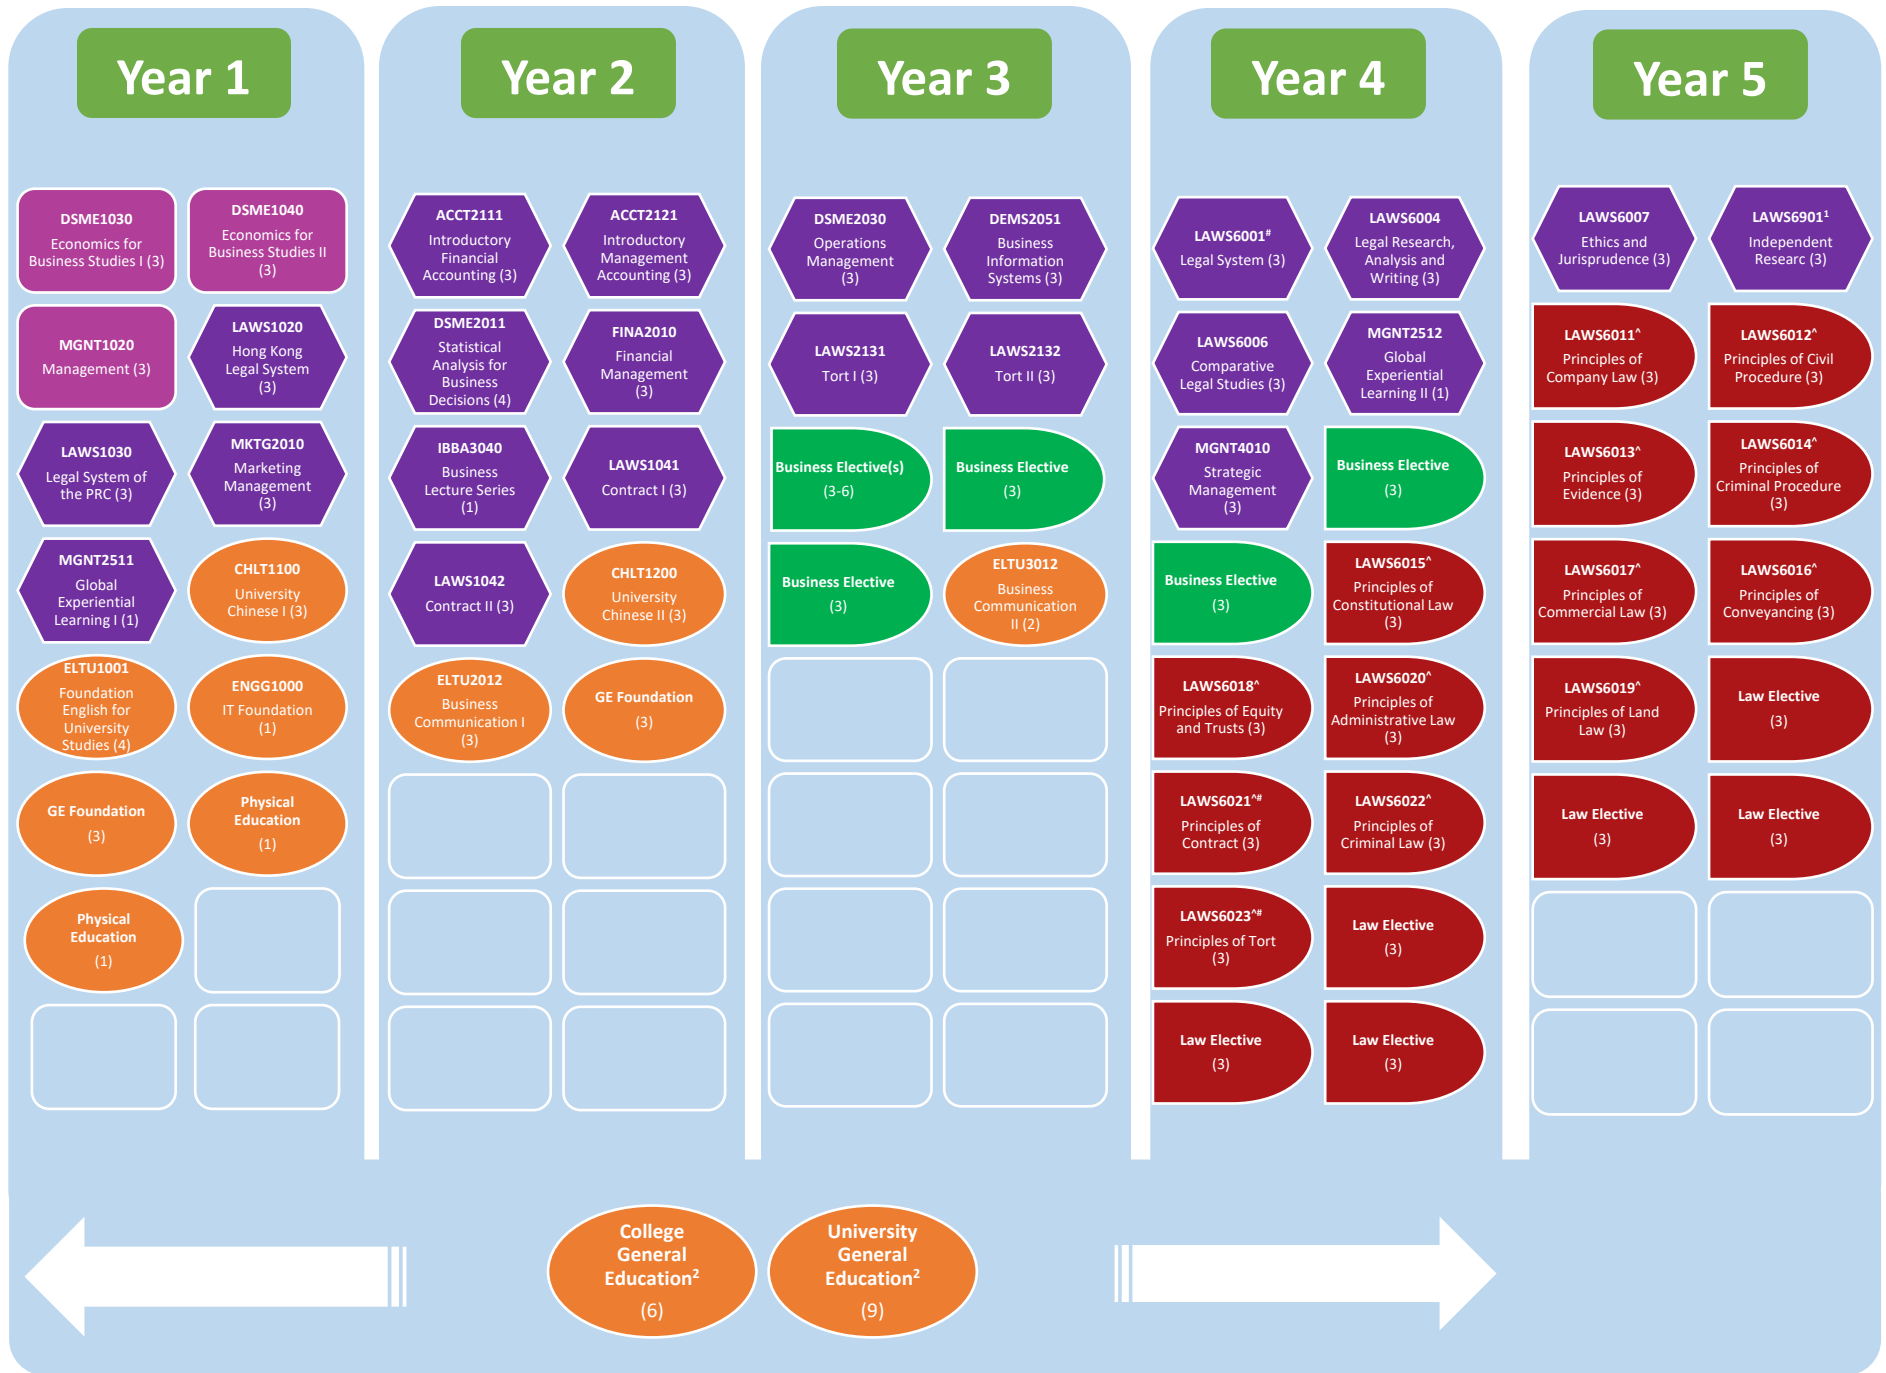 Year 1
DSME1030
Economics for
Business Studies I (3)
DSME1040
Economics for
Business Studies II
(3)
MGNT1020
Management (3)
LAWS1020
Hong Kong
Legal System
(3)
LAWS1030
Legal System of
the PRC (3)
MKTG2010
Marketing
Management
(3)
MGNT2511
Global
Experiential
Learning I (1)
CHLT1100
University
Chinese I (3)
ELTU1001
Foundation
English for
University
Studies (4)
ENGG1000
IT Foundation
(1)
GE Foundation
(3)
Physical
Education
(1)
Physical
Education
(1)
Year 2
ACCT2111
Introductory
Financial
Accounting (3)
ACCT2121
Introductory
Management
Accounting (3)
DSME2011
Statistical
Analysis for
Business
Decisions (4)
FINA2010
Financial
Management
(3)
IBBA3040
Business
Lecture Series
(1)
LAWS1041
Contract I (3)
LAWS1042
Contract II (3)
CHLT1200
University
Chinese II (3)
ELTU2012
Business
Communication I
(3)
GE Foundation
(3)
Year 3
DSME2030
Operations
Management
(3)
DEMS2051
Business
Information
Systems (3)
LAWS2131
Tort I (3)
LAWS2132
Tort II (3)
Business Elective(s)
(3-6)
Business Elective
(3)
Business Elective
(3)
ELTU3012
Business
Communication
II (2)
Year 4
LAWS6001#
Legal System (3)
LAWS6004
Legal Research,
Analysis and
Writing (3)
LAWS6006
Comparative
Legal Studies (3)
MGNT2512
Global
Experiential
Learning II (1)
MGNT4010
Strategic
Management
(3)
Business Elective
(3)
Business Elective
(3)
LAWS6015^
Principles of
Constitutional Law
(3)
LAWS6018^
Principles of Equity
and Trusts (3)
LAWS6020^
Principles of
Administrative Law
(3)
LAWS6021^#
Principles of
Contract (3)
LAWS6022^
Principles of
Criminal Law (3)
LAWS6023^#
Principles of Tort
(3)
Law Elective
(3)
Law Elective
(3)
Law Elective
(3)
Year 5
LAWS6007
Ethics and
Jurisprudence (3)
LAWS6901¹
Independent
Researc (3)
LAWS6011^
Principles of
Company Law (3)
LAWS6012^
Principles of Civil
Procedure (3)
LAWS6013^
Principles of
Evidence (3)
LAWS6014^
Principles of
Criminal Procedure
(3)
LAWS6017^
Principles of
Commercial Law (3)
LAWS6016^
Principles of
Conveyancing (3)
LAWS6019^
Principles of Land
Law (3)
Law Elective
(3)
Law Elective
(3)
Law Elective
(3)
College
General
Education²
(6)
University
General
Education²
(9)